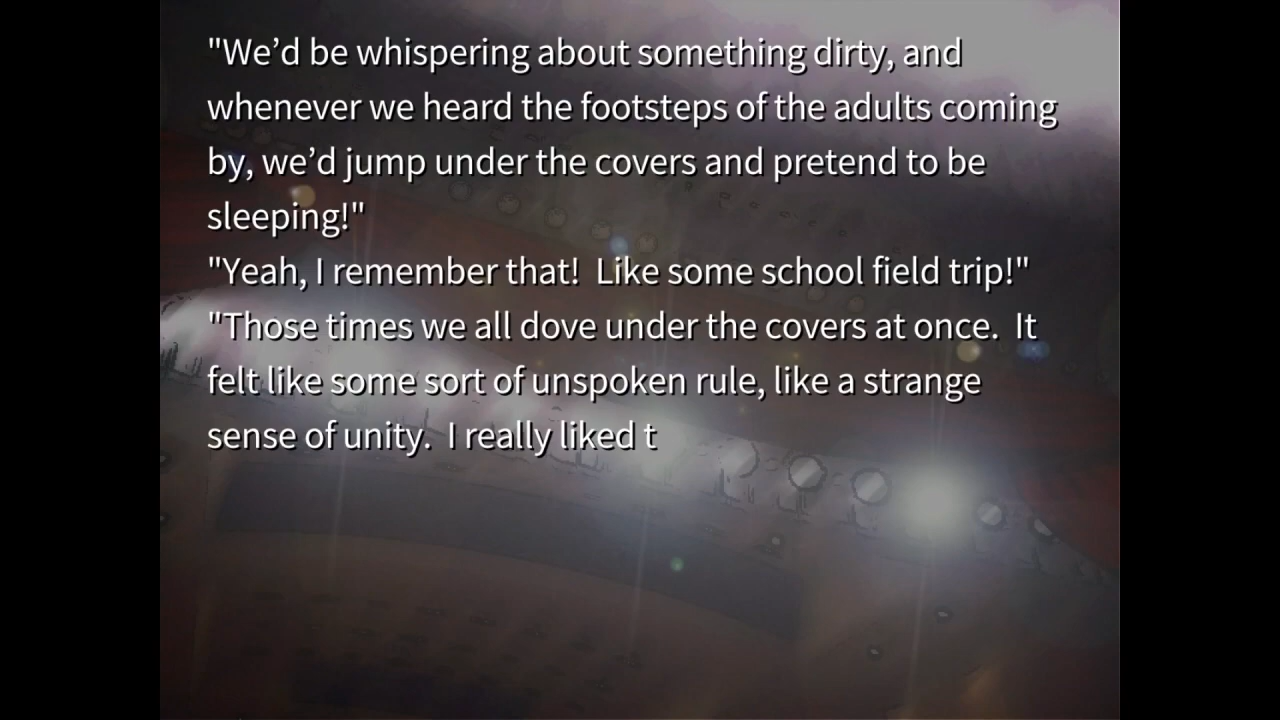 "We’d be whispering about something dirty, and
whenever we heard the footsteps of the adults coming
by, we’d jump under the covers and pretend to be
sleeping!"
"Yeah, I remember that!  Like some school field trip!"
"Those times we all dove under the covers at once.  It
felt like some sort of unspoken rule, like a strange
sense of unity.  I really liked t